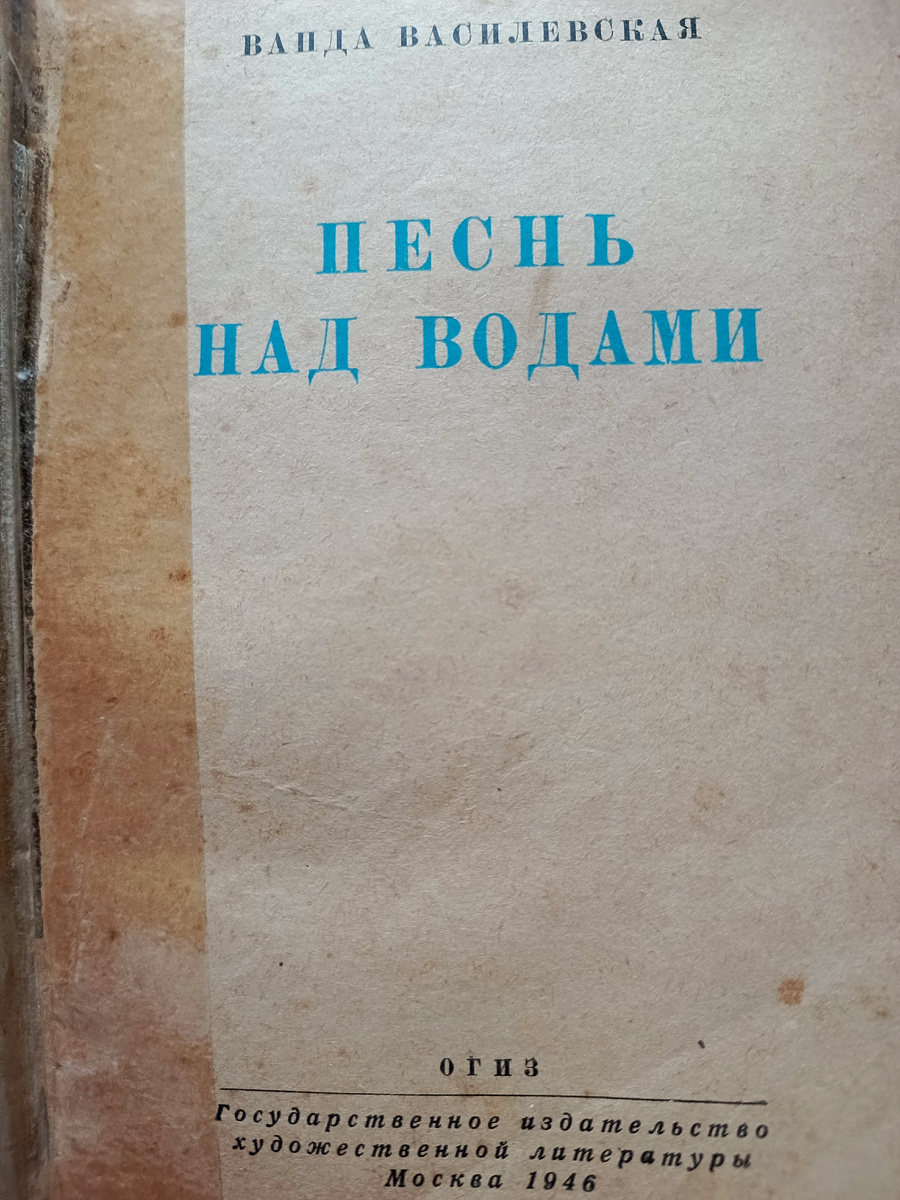 ВАНДА ВАСИЛЕВСКАЯ
ПЕСНЬ
НАД ВОДАМИ
ОГИЗ
Государственное издательство
художественной литературы
Москва 1946